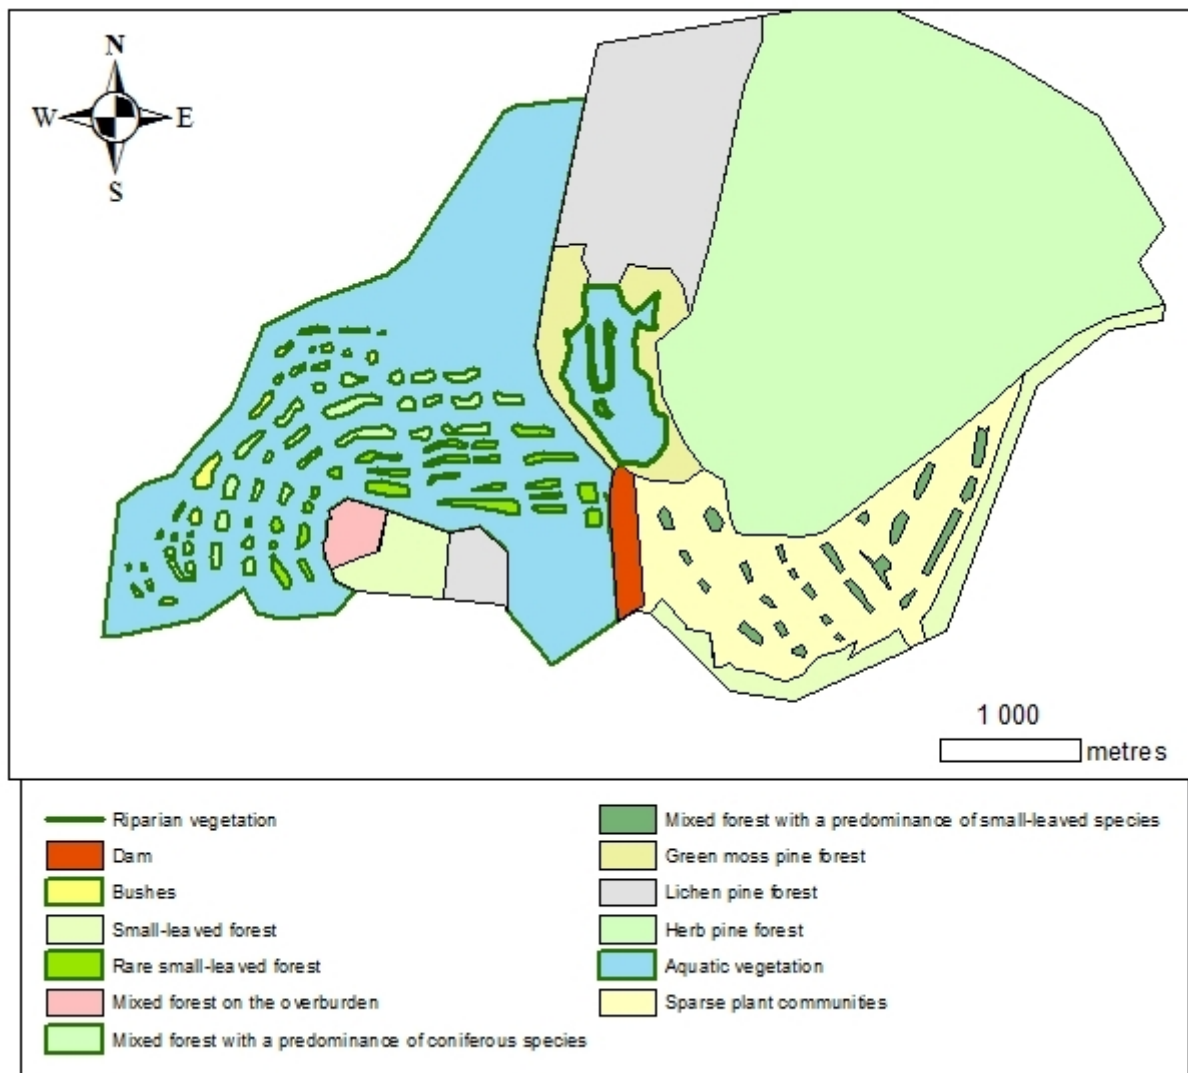 N
W E
S
1 000
metres
Riparian vegetation
Dam
Bushes
Small-leaved forest
Rare small-leaved forest
Mixed forest on the overburden
Mixed forest with a predominance of coniferous species
Mixed forest with a predominance of small-leaved species
Green moss pine forest
Lichen pine forest
Herb pine forest
Aquatic vegetation
Sparse plant communities